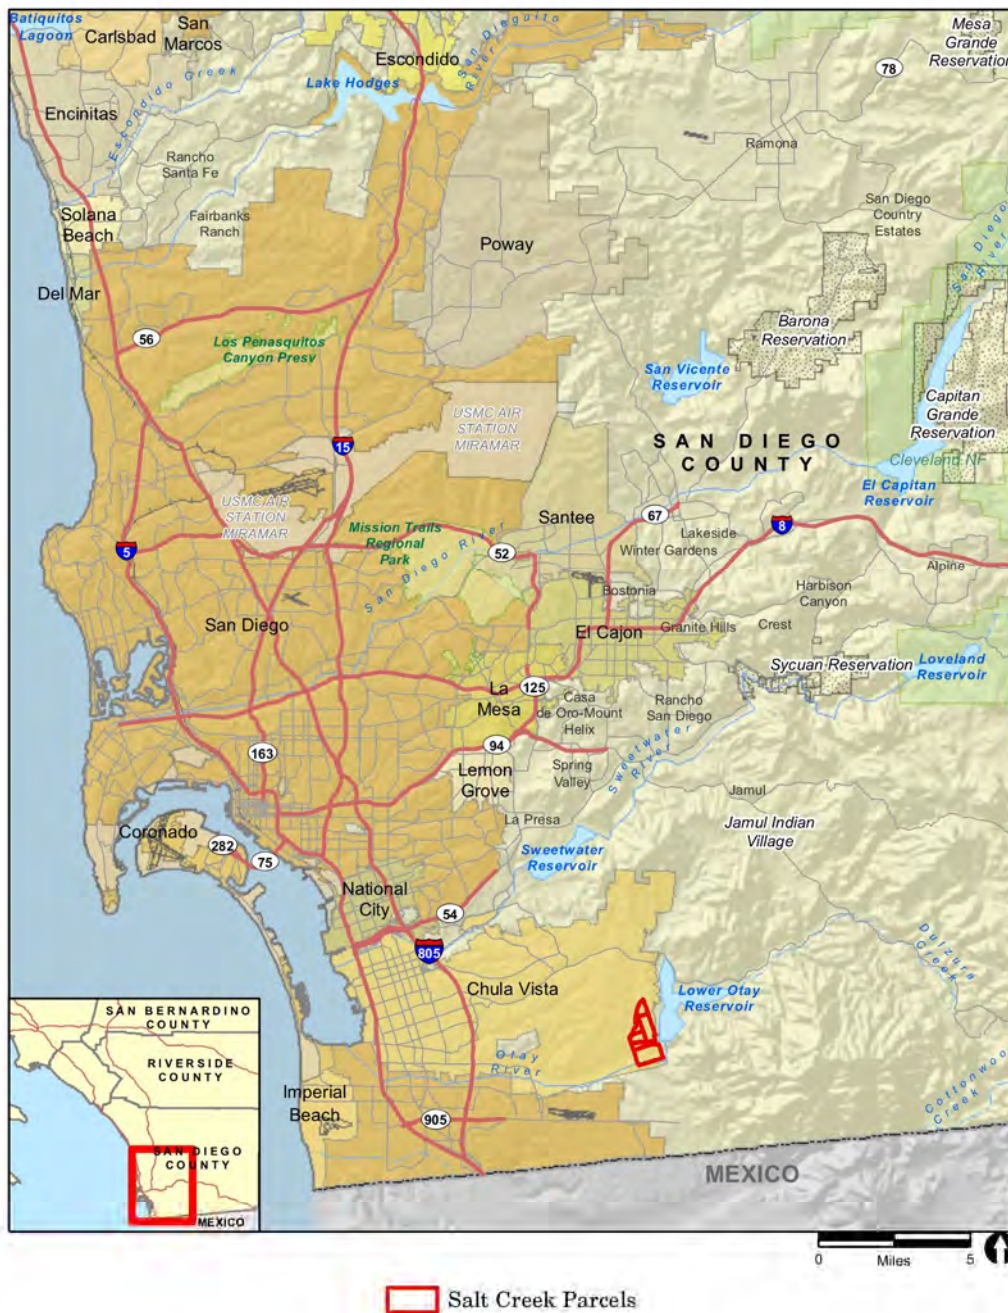 Batiquitos
Lagoon
Carlsbad
San
Marcos
Escondido
San Dieguito
River
Mesa
Grande
Reservation
78
Lake Hodges
Escondido Creek
Encinitas
Rancho
Santa Fe
Ramona
Solana
Beach
Fairbanks
Ranch
San Diego
Country
Estates
San Diego
River
Poway
Del Mar
56
Los Penasquitos
Canyon Presv
Barona
Reservation
San Vicente
Reservoir
Capitan
Grande
Reservation
USMC AIR
STATION
MIRAMAR
15
SAN DIEGO
COUNTY
Cleveland NF
El Capitan
Reservoir
USMC AIR
STATION
MIRAMAR
Santee
67
8
Mission Trails
Regional
Park
5
52
Lakeside
Winter Gardens
San Diego River
Alpine
Bostonia
Harbison
Canyon
San Diego
El Cajon
Granite Hills
Crest
Sycuan Reservation
Loveland
Reservoir
La
Mesa
125
Casa
de Oro-Mount
Helix
Rancho
San Diego
163
94
Sweetwater
River
Lemon
Grove
Spring
Valley
Jamul
La Presa
Jamul Indian
Village
Coronado
282
75
Sweetwater
Reservoir
National
City
54
805
Dulzura
Creek
Chula Vista
Lower Otay
Reservoir
Otay
River
Cottonwood
Creek
Imperial
Beach
905
MEXICO
SAN BERNARDINO
COUNTY
RIVERSIDE
COUNTY
SAN DIEGO
COUNTY
MEXICO
0 Miles 5
Salt Creek Parcels